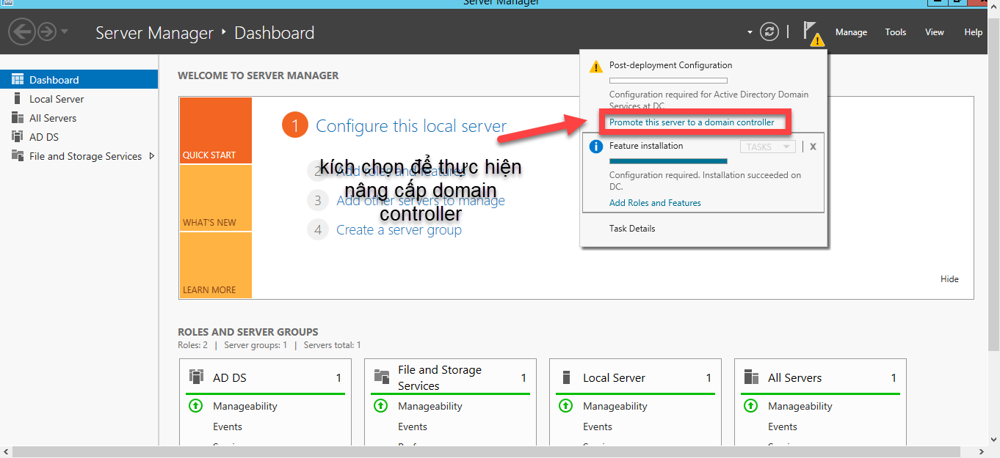 Server Manager
Server Manager ‣ Dashboard
Manage
Tools
View
Help
Dashboard
Local Server
All Servers
AD DS
File and Storage Services
WELCOME TO SERVER MANAGER
QUICK START
WHAT'S NEW
LEARN MORE
1 Configure this local server
2 Add roles and features
3 Add other servers to manage
4 Create a server group
kích chọn để thực hiện
nâng cấp domain
controller
Post-deployment Configuration
Configuration required for Active Directory Domain
Services at DC
Promote this server to a domain controller
Feature installation
TASKS
X
Configuration required. Installation succeeded on
DC.
Add Roles and Features
Task Details
Hide
ROLES AND SERVER GROUPS
Roles: 2 | Server groups: 1 | Servers total: 1
AD DS 1
Manageability
Events
File and Storage
Services 1
Manageability
Events
Local Server 1
Manageability
Events
All Servers 1
Manageability
Events